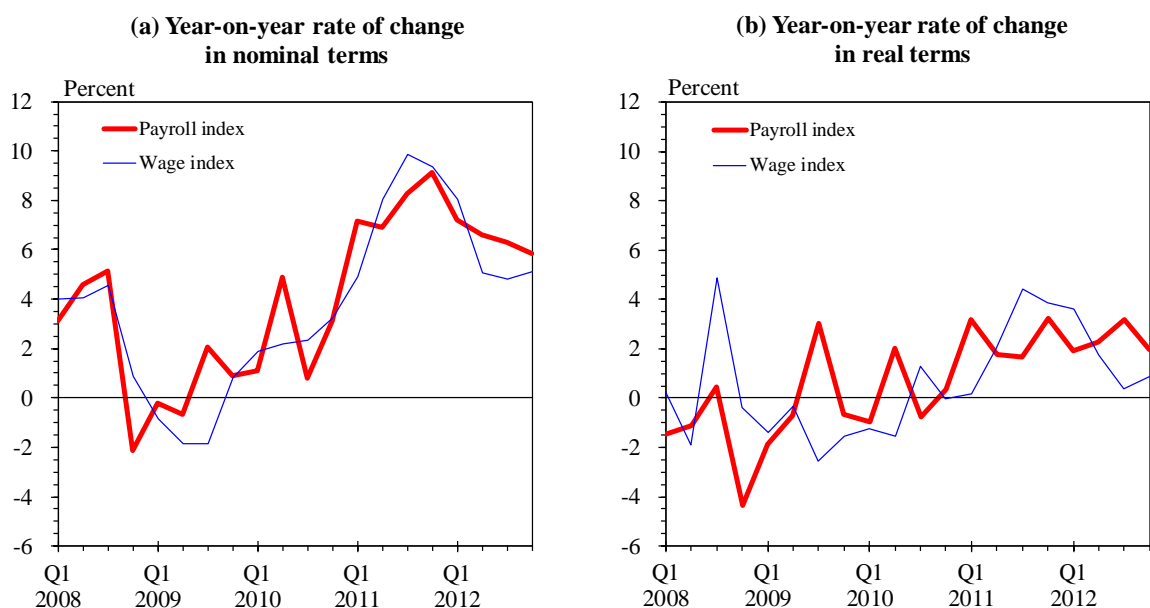 (a) Year-on-year rate of change
in nominal terms
Percent
12
10
8
6
4
2
0
-2
-4
-6
Payroll index
Wage index
Q1 Q1 Q1 Q1 Q1
2008 2009 2010 2011 2012
(b) Year-on-year rate of change
in real terms
Percent
12
10
8
6
4
2
0
-2
-4
-6
Payroll index
Wage index
Q1 Q1 Q1 Q1 Q1
2008 2009 2010 2011 2012